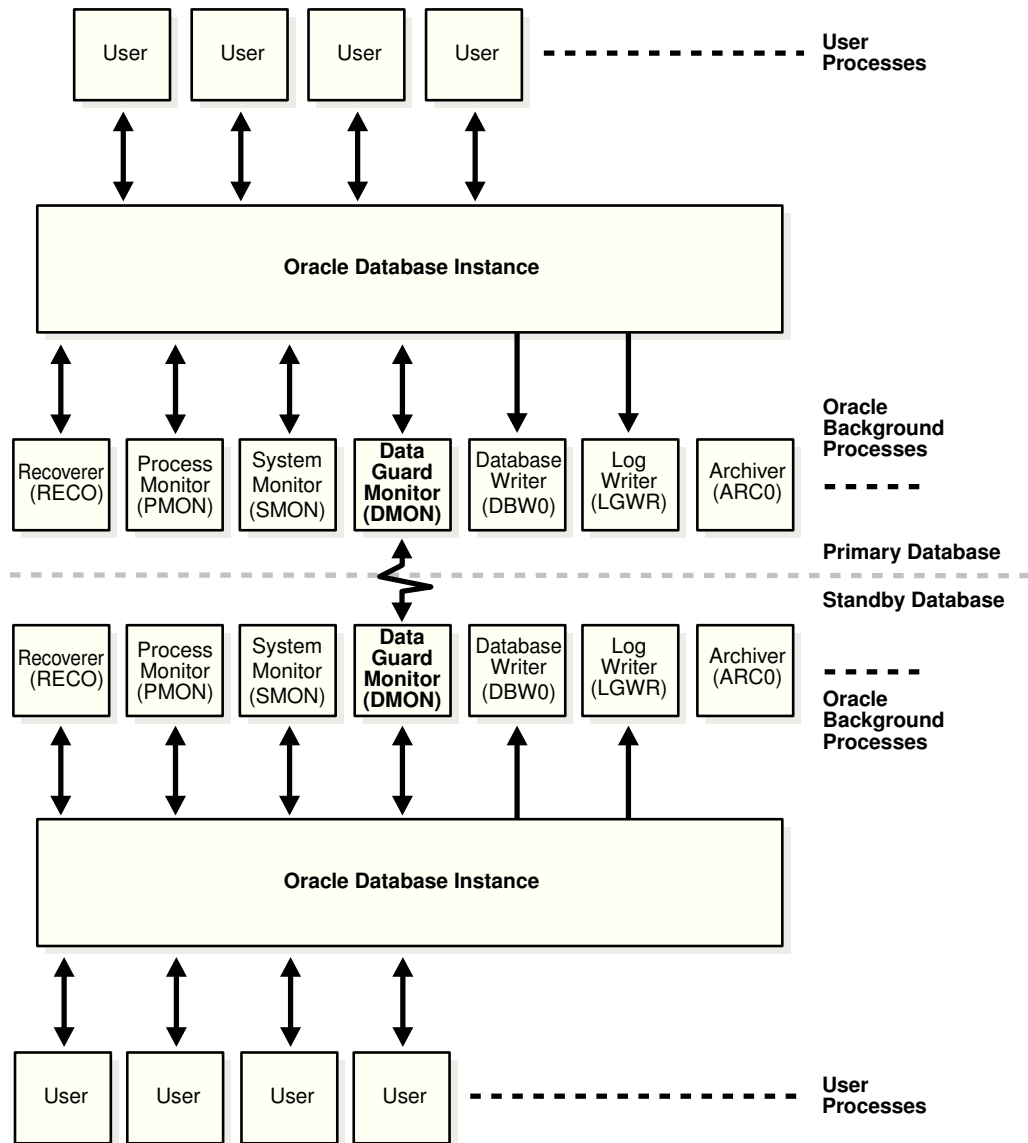 User
User
User
User
User
Processes
Oracle Database Instance
Recoverer
(RECO)
Process
Monitor
(PMON)
System
Monitor
(SMON)
Data
Guard
Monitor
(DMON)
Database
Writer
(DBW0)
Log
Writer
(LGWR)
Archiver
(ARC0)
Oracle
Background
Processes
Primary Database
Standby Database
Recoverer
(RECO)
Process
Monitor
(PMON)
System
Monitor
(SMON)
Data
Guard
Monitor
(DMON)
Database
Writer
(DBW0)
Log
Writer
(LGWR)
Archiver
(ARC0)
Oracle
Background
Processes
Oracle Database Instance
User
User
User
User
User
Processes